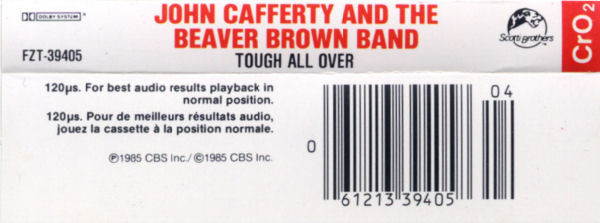 JOHN CAFFERTY AND THE
BEAVER BROWN BAND
TOUGH ALL OVER
DOLBY SYSTEM
FZT-39405
Scotti brothers
CrO2
120μs. For best audio results playback in
normal position.
120μs. Pour de meilleurs résultats audio,
jouez la cassette à la position normale.
℗1985 CBS Inc./©1985 CBS Inc.
04
0
61213 39405